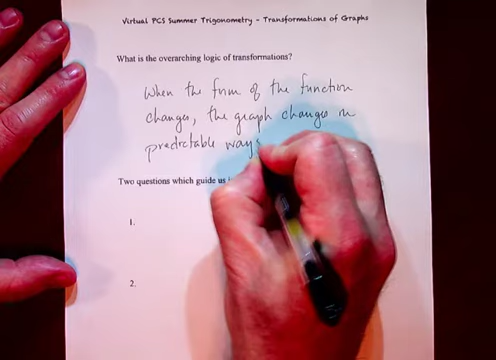 Virtual PCS Summer Trigonometry - Transformations of Graphs
What is the overarching logic of transformations?
When the form of the function
changes, the graph changes in
predictable ways
Two questions which guide us
1.
2.